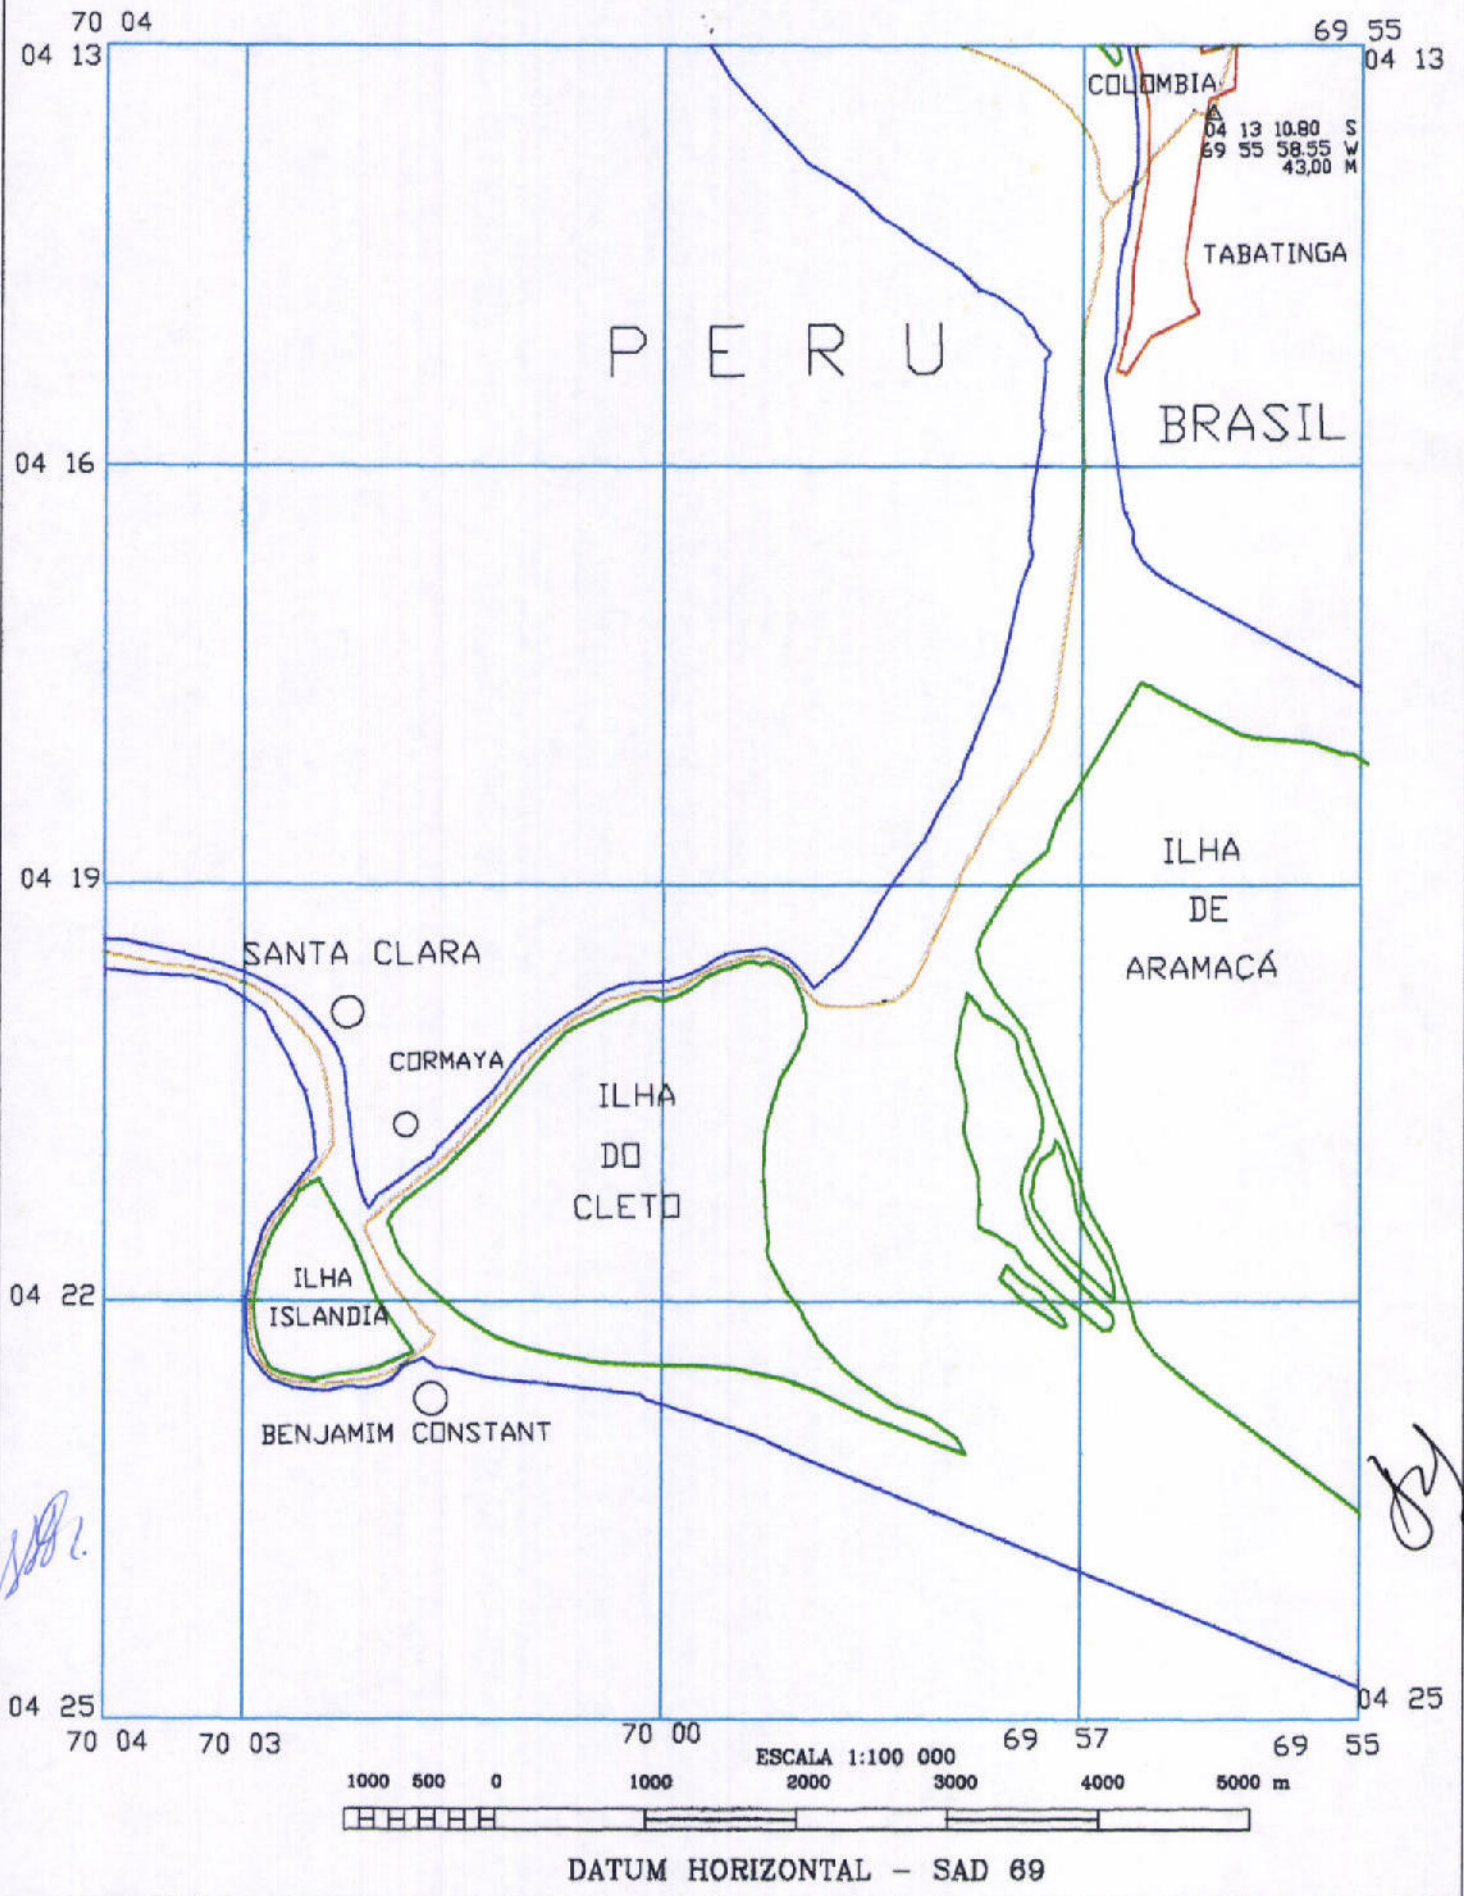 70 04
69 55
04 13
04 13
COLOMBIA
04 13 10.80 S
69 55 58.55 W
43,00 M
TABATINGA
PERU
BRASIL
04 16
04 19
ILHA
DE
ARAMAÇÁ
SANTA CLARA
CORMAYA
ILHA
DO
CLETO
ILHA
ISLANDIA
04 22
BENJAMIM CONSTANT
04 25
04 25
70 04
70 03
70 00
69 57
69 55
ESCALA 1:100 000
1000 500 0 1000 2000 3000 4000 5000 m
DATUM HORIZONTAL – SAD 69